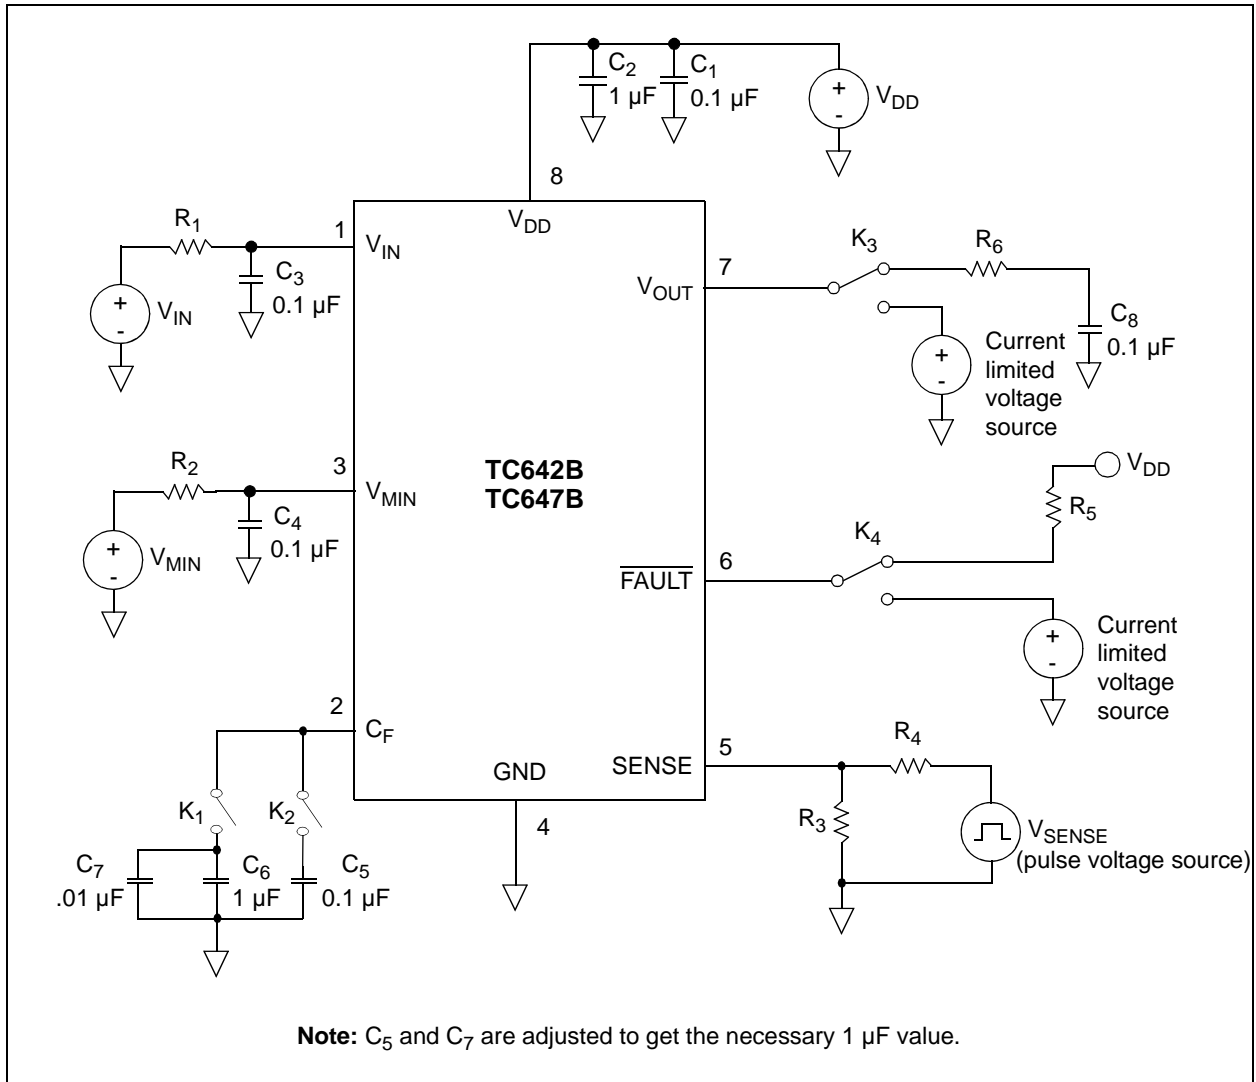 C2
1 µF
C1
0.1 µF
+
-
VDD
8
VDD
R1
1
VIN
C3
0.1 µF
+
-
VIN
7
VOUT
K3
R6
C8
0.1 µF
+
-
Current
limited
voltage
source
R2
3
VMIN
C4
0.1 µF
+
-
VMIN
TC642B
TC647B
VDD
R5
K4
6
FAULT
+
-
Current
limited
voltage
source
2
CF
K1
K2
C7
.01 µF
C6
1 µF
C5
0.1 µF
GND
4
SENSE
5
R4
R3
VSENSE
(pulse voltage source)
Note: C5 and C7 are adjusted to get the necessary 1 µF value.